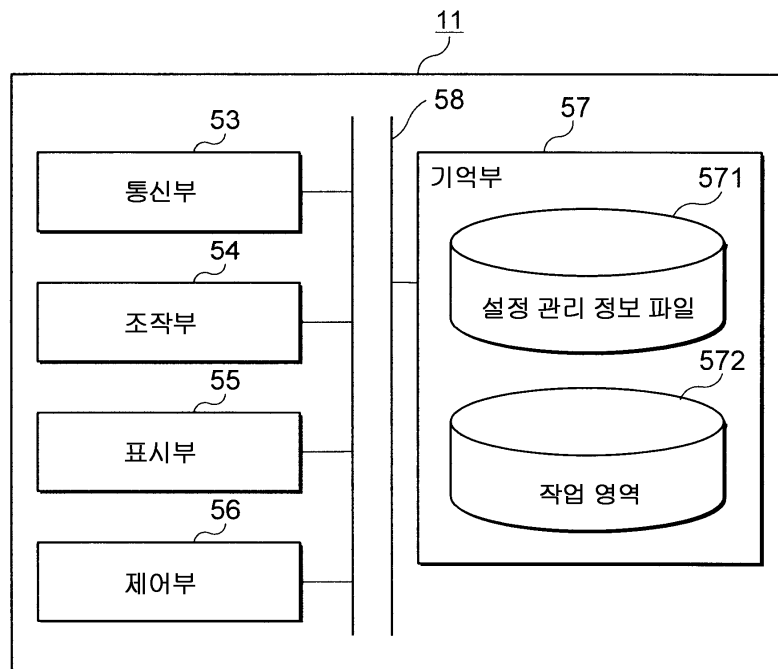 11
58
53
통신부
54
조작부
55
표시부
56
제어부
57
기억부
571
설정 관리 정보 파일
572
작업 영역